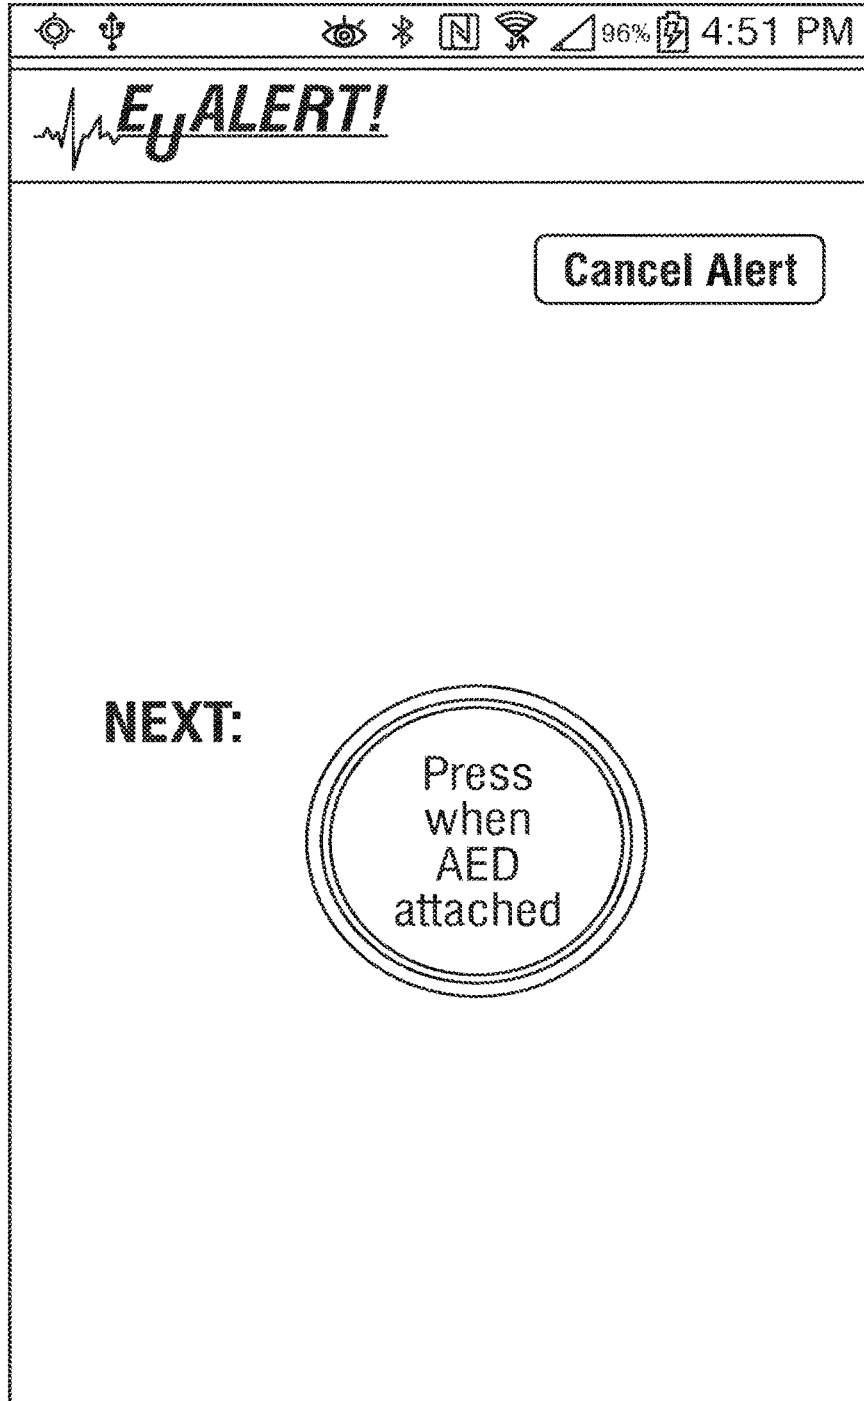 N 96% 4:51 PM
EUALERT!
Cancel Alert
NEXT:
Press
when
AED
attached